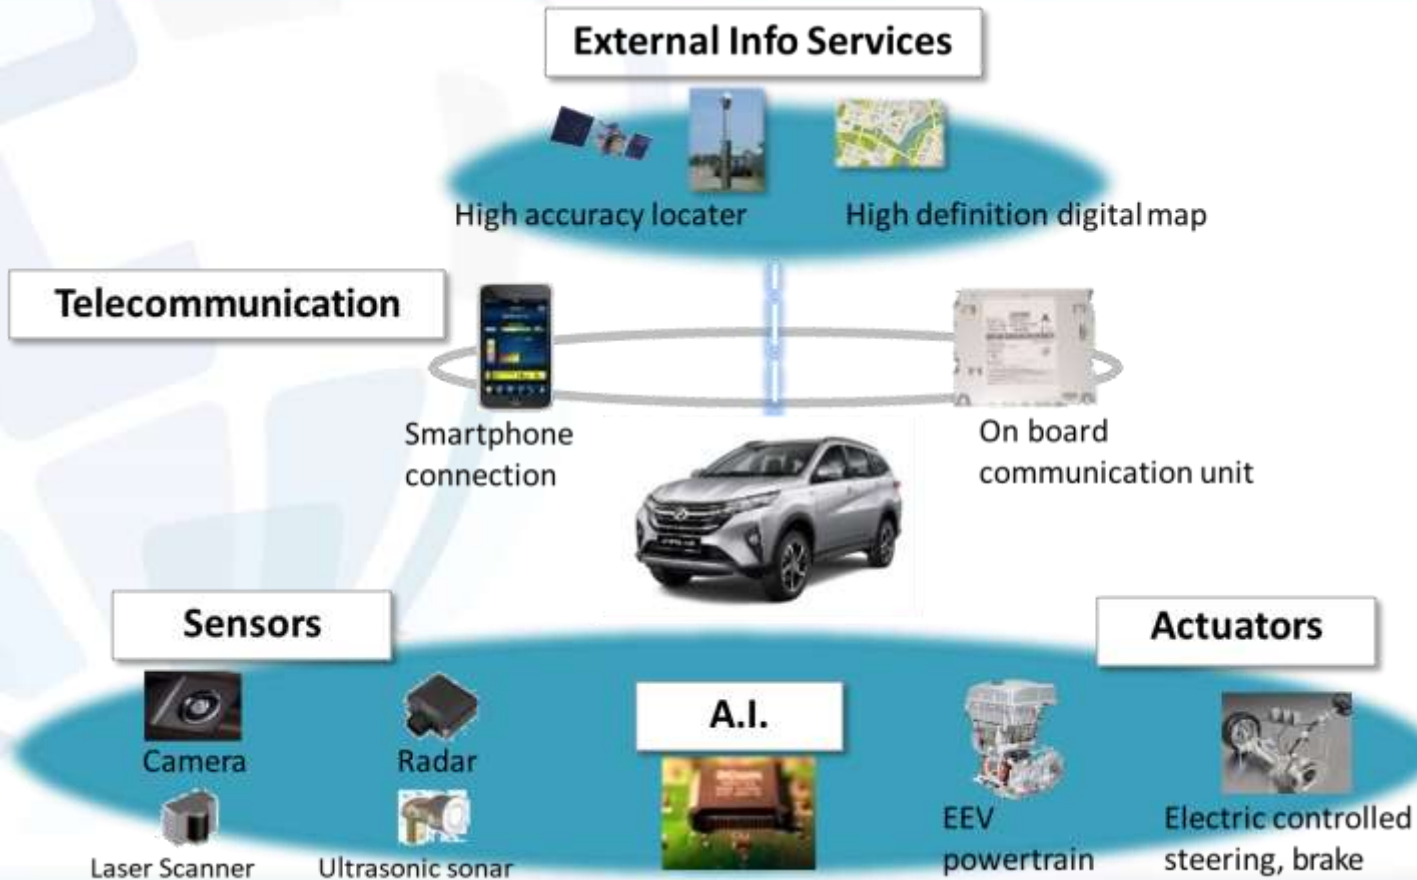 External Info Services
High accuracy locater
High definition digital map
Telecommunication
Smartphone
connection
On board
communication unit
Sensors
Actuators
A.I.
Camera
Radar
Laser Scanner
Ultrasonic sonar
EEV
powertrain
Electric controlled
steering, brake